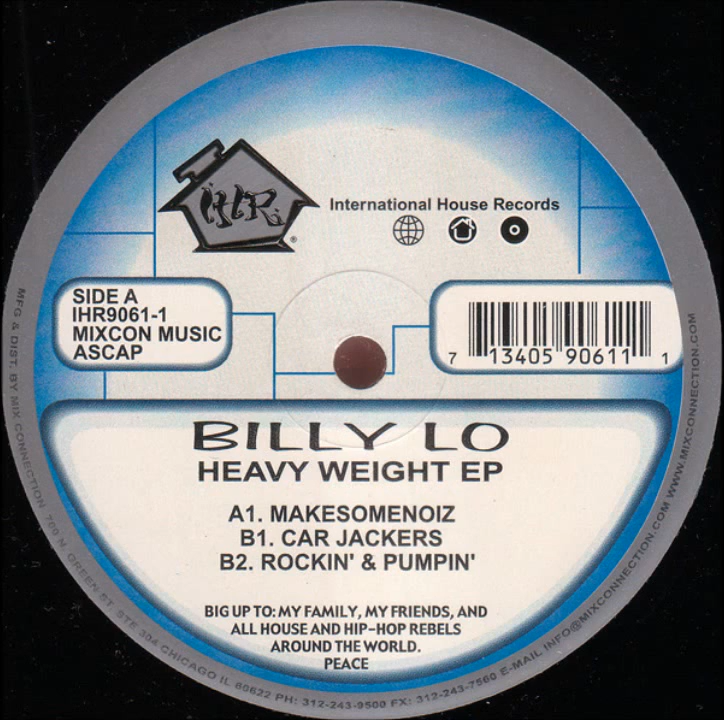 IHR
®
International House Records
SIDE A
IHR9061-1
MIXCON MUSIC
ASCAP
7 13405 90611 1
BILLY LO
HEAVY WEIGHT EP
A1. MAKESOMENOIZ
B1. CAR JACKERS
B2. ROCKIN' & PUMPIN'
BIG UP TO: MY FAMILY, MY FRIENDS, AND
ALL HOUSE AND HIP-HOP REBELS
AROUND THE WORLD.
PEACE
MFG & DIST. BY MIX CONNECTION 760 N. GREEN ST. STE 304 CHICAGO IL 60622 PH: 312-243-9500 FX: 312-243-7560 E-MAIL INFO@MIXCONNECTION.COM WWW.MIXCONNECTION.COM